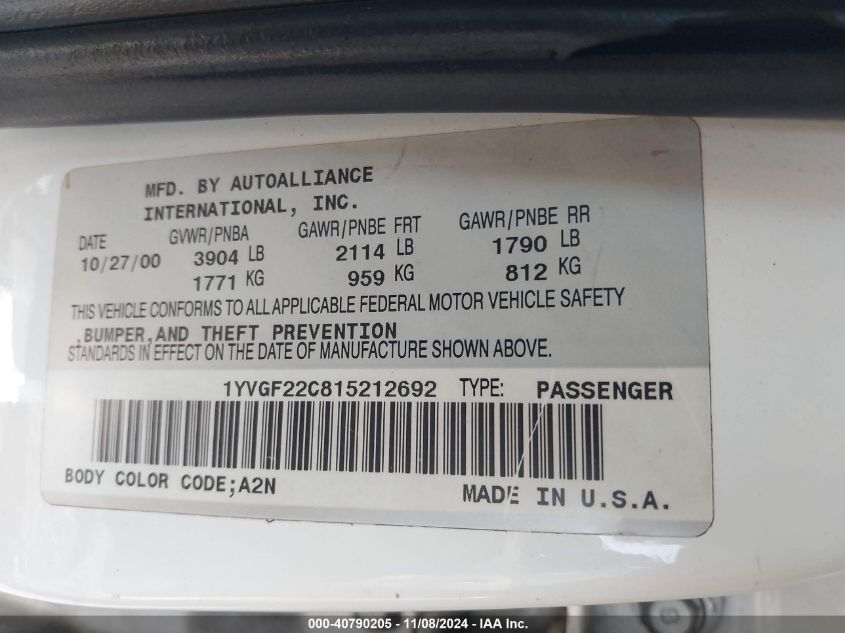 MFD. BY AUTOALLIANCE
INTERNATIONAL, INC.
DATE GVWR/PNBA GAWR/PNBE FRT GAWR/PNBE RR
10/27/00 3904 LB 2114 LB 1790 LB
1771 KG 959 KG 812 KG
THIS VEHICLE CONFORMS TO ALL APPLICABLE FEDERAL MOTOR VEHICLE SAFETY
,BUMPER,AND THEFT PREVENTION
STANDARDS IN EFFECT ON THE DATE OF MANUFACTURE SHOWN ABOVE.
1YVGF22C815212692 TYPE: PASSENGER
BODY COLOR CODE;A2N MADE IN U.S.A.
000-40790205 - 11/08/2024 - IAA Inc.